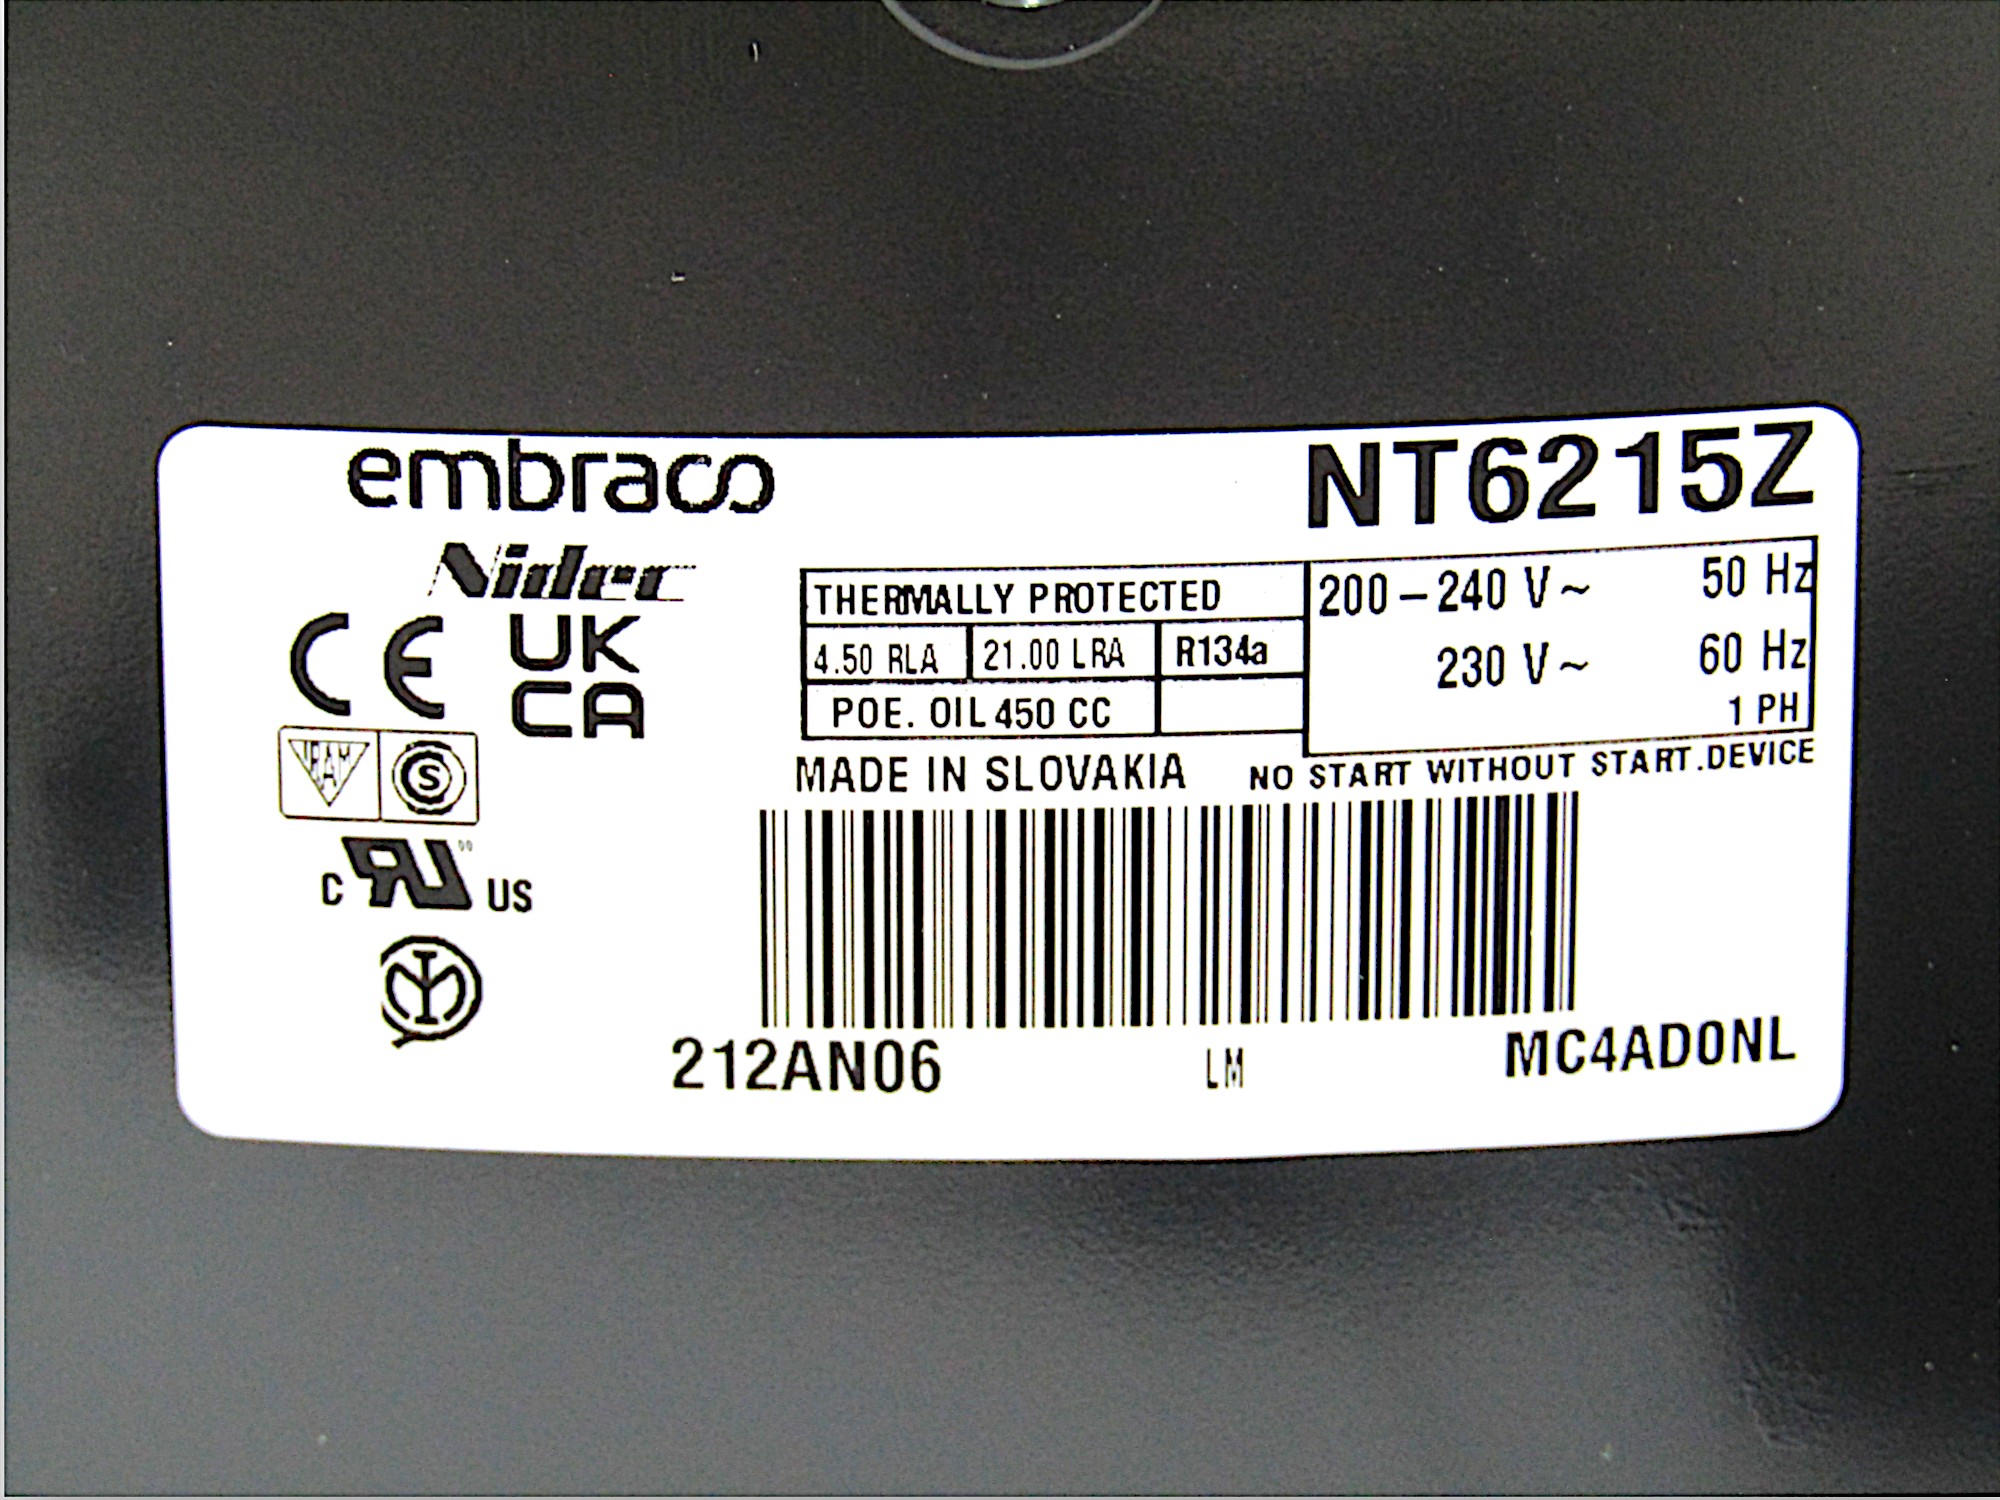 embraco
NT6215Z
Nidec
THERMALLY PROTECTED
4.50 RLA
21.00 LRA
R134a
POE. OIL 450 CC
200 – 240 V ~ 50 Hz
230 V ~ 60 Hz
1 PH
CE
UK
CA
MADE IN SLOVAKIA
NO START WITHOUT START.DEVICE
S
C
US
212AN06
LM
MC4AD0NL